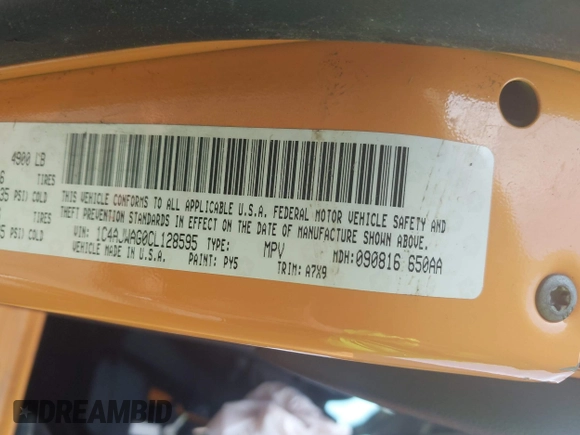 4900 LB
TIRES
35 PSI/COLD
TIRES
PSI COLD
THIS VEHICLE CONFORMS TO ALL APPLICABLE U.S.A. FEDERAL MOTOR VEHICLE SAFETY AND
THEFT PREVENTION STANDARDS IN EFFECT ON THE DATE OF MANUFACTURE SHOWN ABOVE.
VIN: 1C4AJWAG0CL128595 TYPE: MPV MDH:090816 650AA
VEHICLE MADE IN U.S.A. PAINT: PY5 TRIM: A7X9
DREAMBID